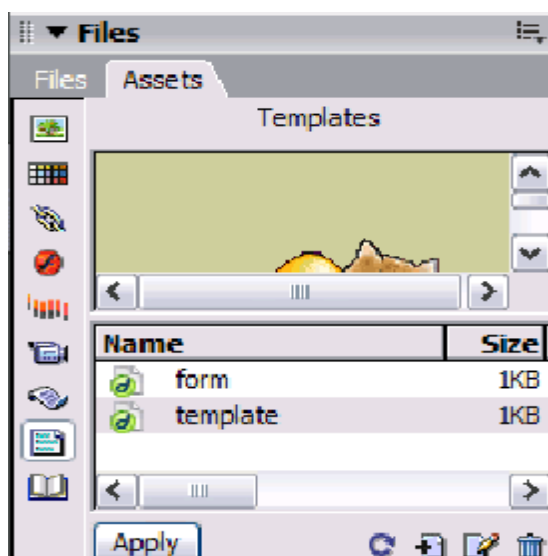 Files
Files Assets
Templates
Name Size
form 1KB
template 1KB
Apply